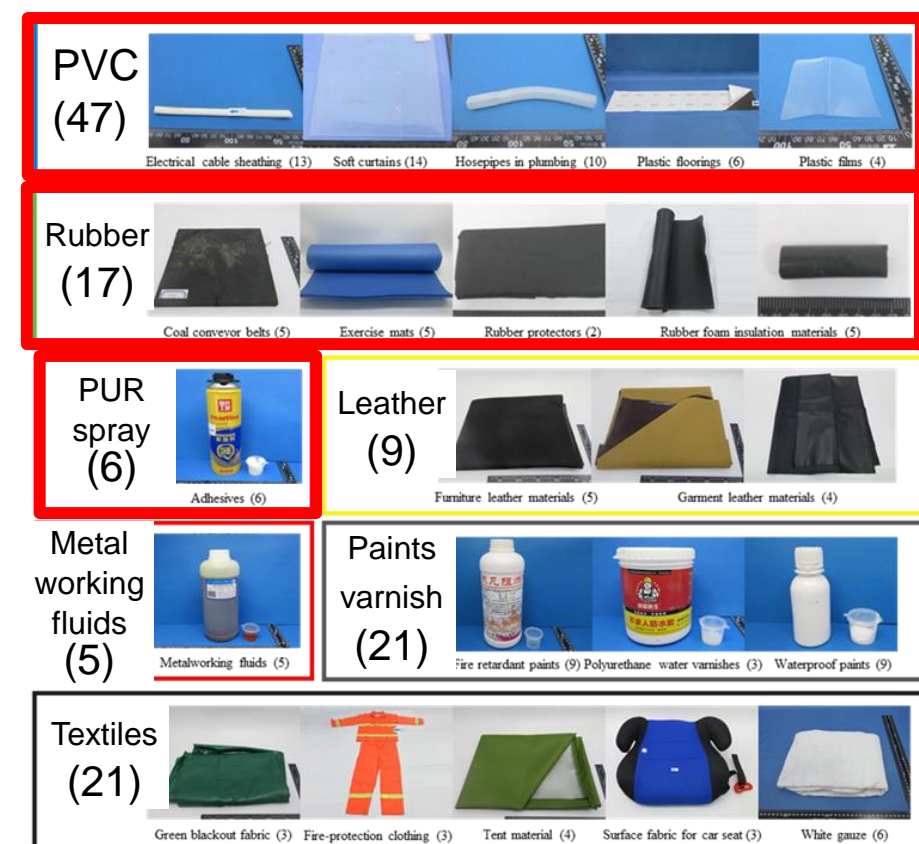 PVC
(47)
Electrical cable sheathing (13) Soft curtains (14) Hosepipes in plumbing (10) Plastic floorings (6) Plastic films (4)
Rubber
(17)
Coal conveyor belts (5) Exercise mats (5) Rubber protectors (2) Rubber foam insulation materials (5)
PUR
spray
(6)
Adhesives (6)
Leather
(9)
Furniture leather materials (5) Garment leather materials (4)
Metal
working
fluids
(5)
Metalworking fluids (5)
Paints
varnish
(21)
Fire retardant paints (9) Polyurethane water varnishes (3) Waterproof paints (9)
Textiles
(21)
Green blackout fabric (3) Fire-protection clothing (3) Tent material (4) Surface fabric for car seat (3) White gauze (6)